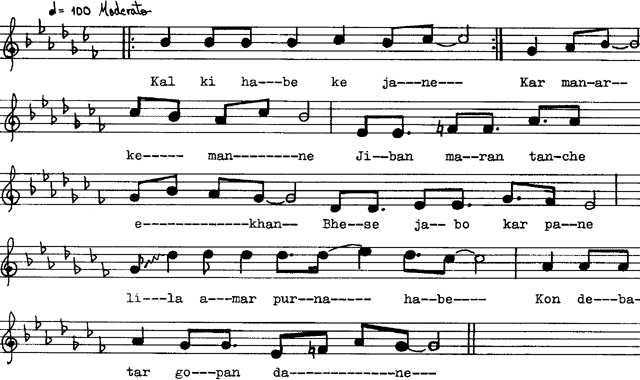 d= 100 Moderato
Kal ki ha---be ke ja---ne--- Kar man-ar--
ke----- man---------ne Ji--ban ma--ran tan-che
e-------------khan-- Bhe--se ja--bo kar pa--ne
li---la a--mar pur--na----- ha--be---- Kon de--ba-
tar go---pan da-------------ne---